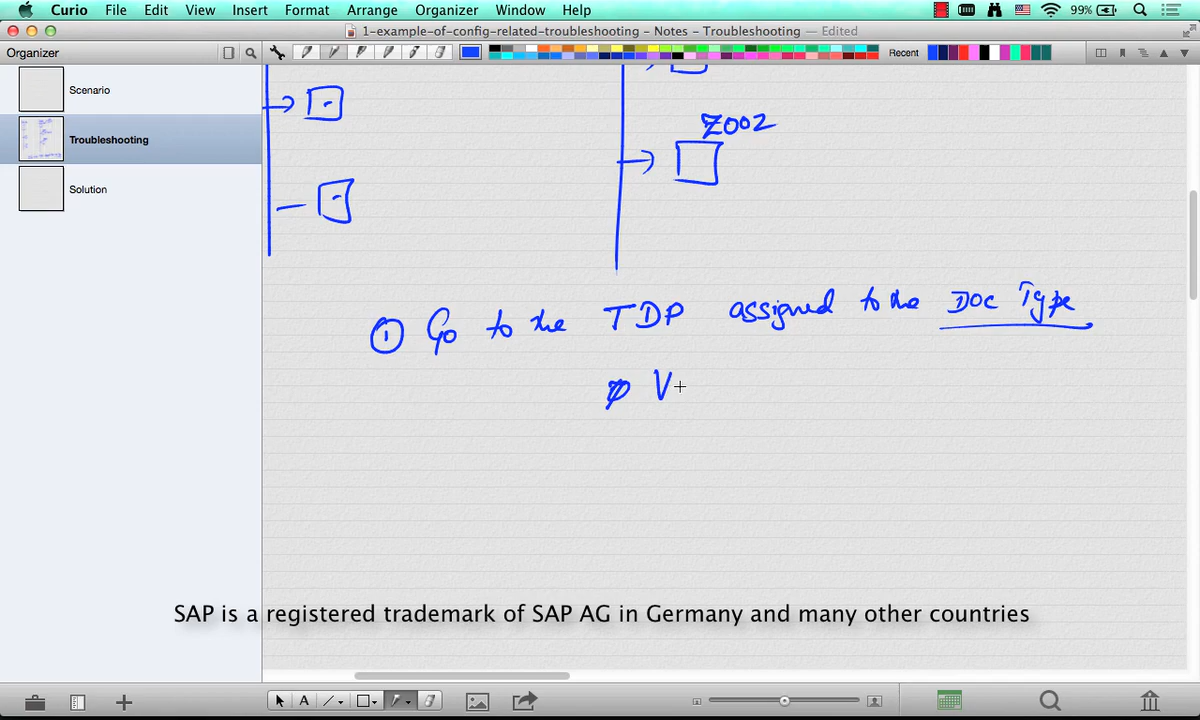 Curio File Edit View Insert Format Arrange Organizer Window Help 99%
1-example-of-config-related-troubleshooting – Notes – Troubleshooting — Edited
Organizer
Recent
Scenario
Troubleshooting
Solution
Z002
① Go to the TDP assigned to the Doc Type
V
SAP is a registered trademark of SAP AG in Germany and many other countries
A